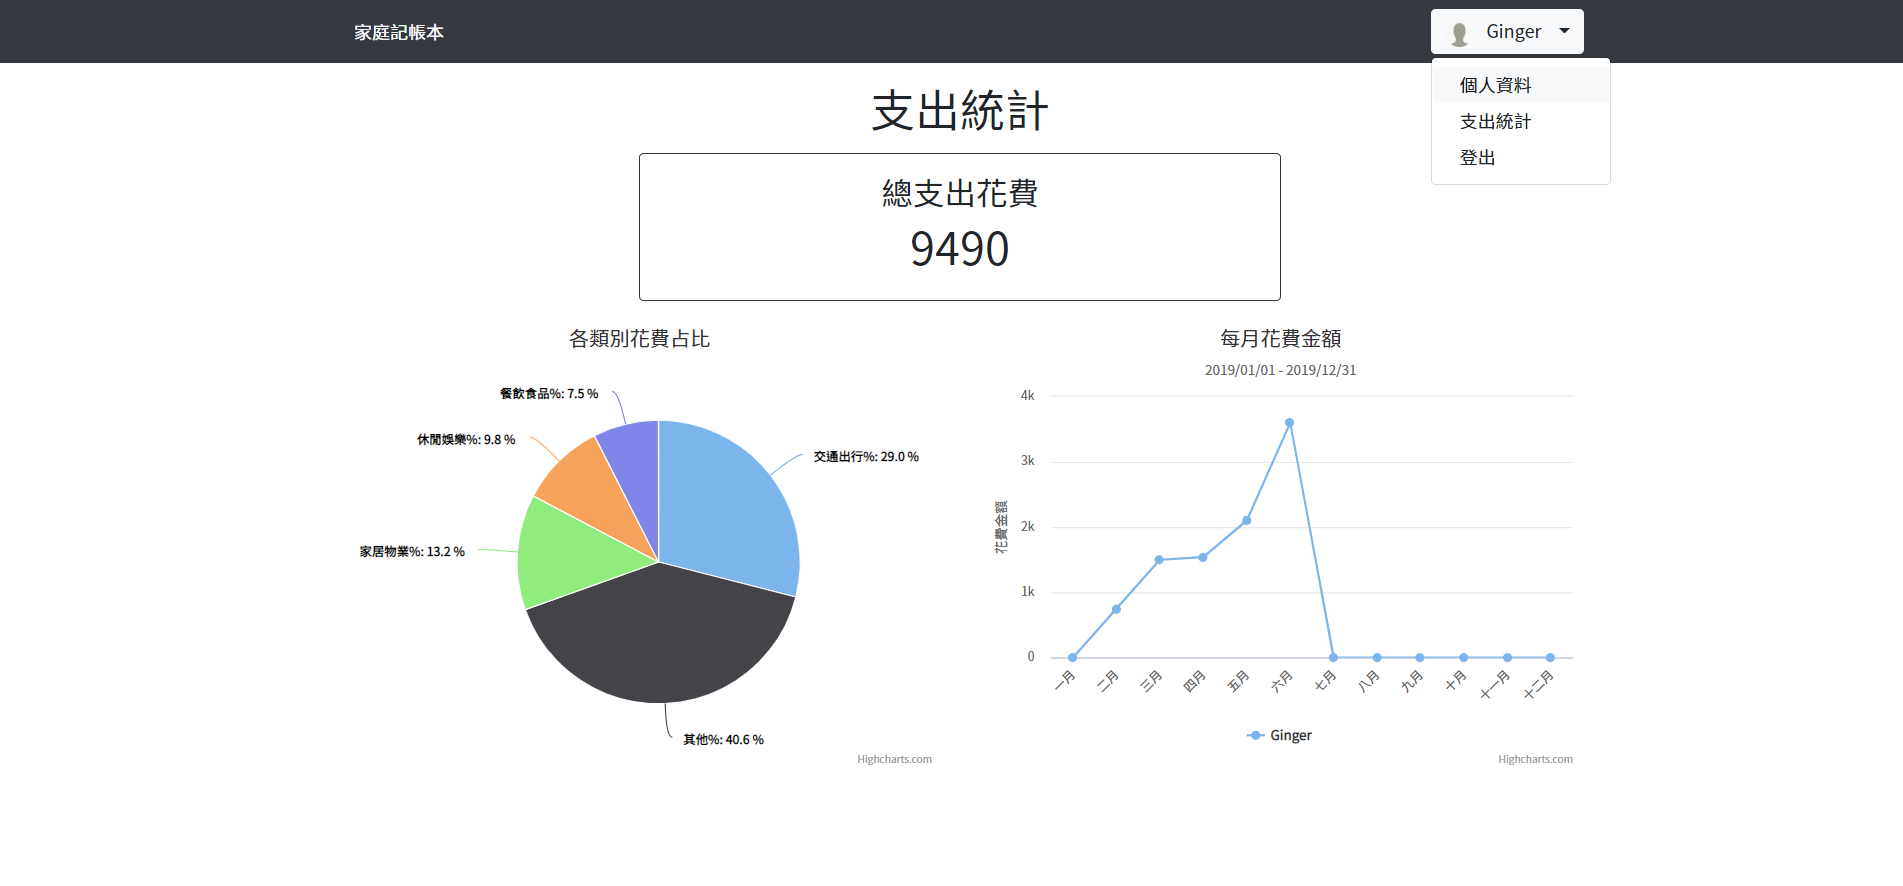 家庭記帳本
Ginger
個人資料
支出統計
登出
支出統計
總支出花費
9490
各類別花費占比
餐飲食品%: 7.5 %
休閒娛樂%: 9.8 %
交通出行%: 29.0 %
家居物業%: 13.2 %
其他%: 40.6 %
Highcharts.com
每月花費金額
2019/01/01 - 2019/12/31
花費金額
4k
3k
2k
1k
0
一月
二月
三月
四月
五月
六月
七月
八月
九月
十月
十一月
十二月
Ginger
Highcharts.com